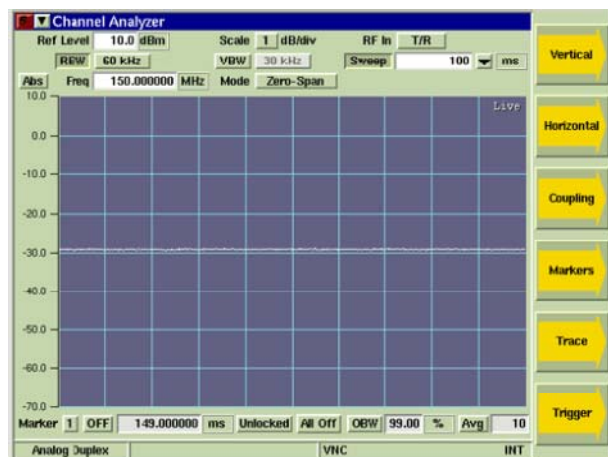 Channel Analyzer
Ref Level 10.0 dBm Scale 1 dB/div RF In T/R
RBW 60 kHz VBW 30 kHz Sweep 100 ms
Abs Freq 150.000000 MHz Mode Zero-Span
10.0
0.0
-10.0
-20.0
-30.0
-40.0
-50.0
-60.0
-70.0
Live
Marker 1 OFF 149.000000 ms Unlocked All Off OBW 99.00 % Avg 10
Analog Duplex VNC INT
Vertical
Horizontal
Coupling
Markers
Trace
Trigger